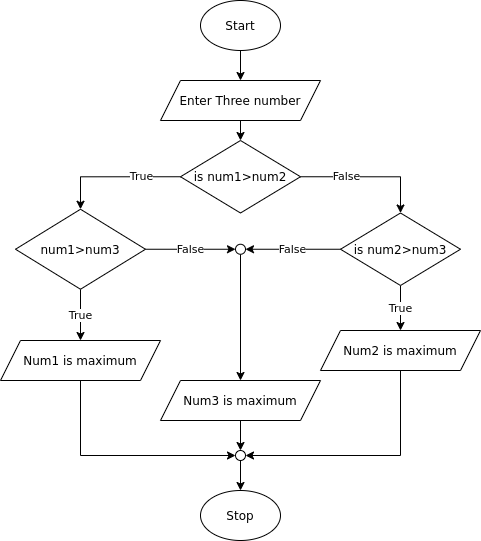 Start
Enter Three number
is num1>num2
True
False
num1>num3
False
False
is num2>num3
True
True
Num1 is maximum
Num2 is maximum
Num3 is maximum
Stop